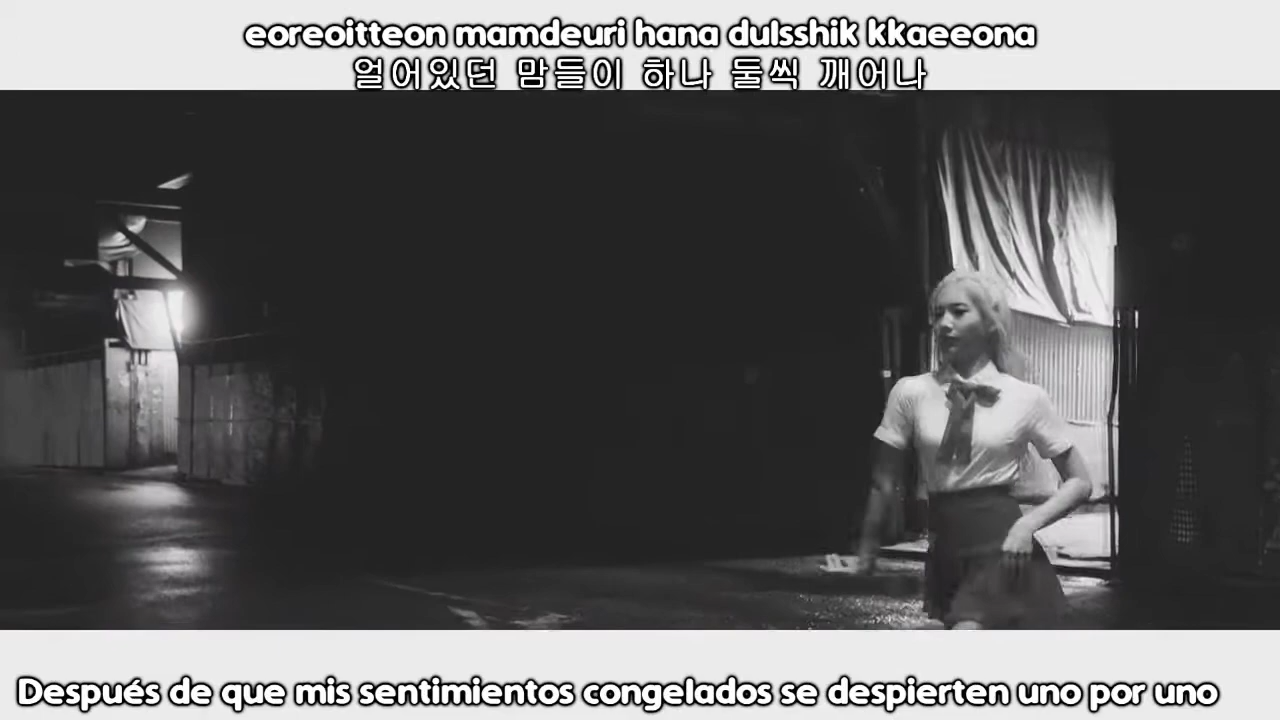 eoreoitteon mamdeuri hana dulsshik kkaeeona
얼어있던 맘들이 하나 둘씩 깨어나
Después de que mis sentimientos congelados se despierten uno por uno